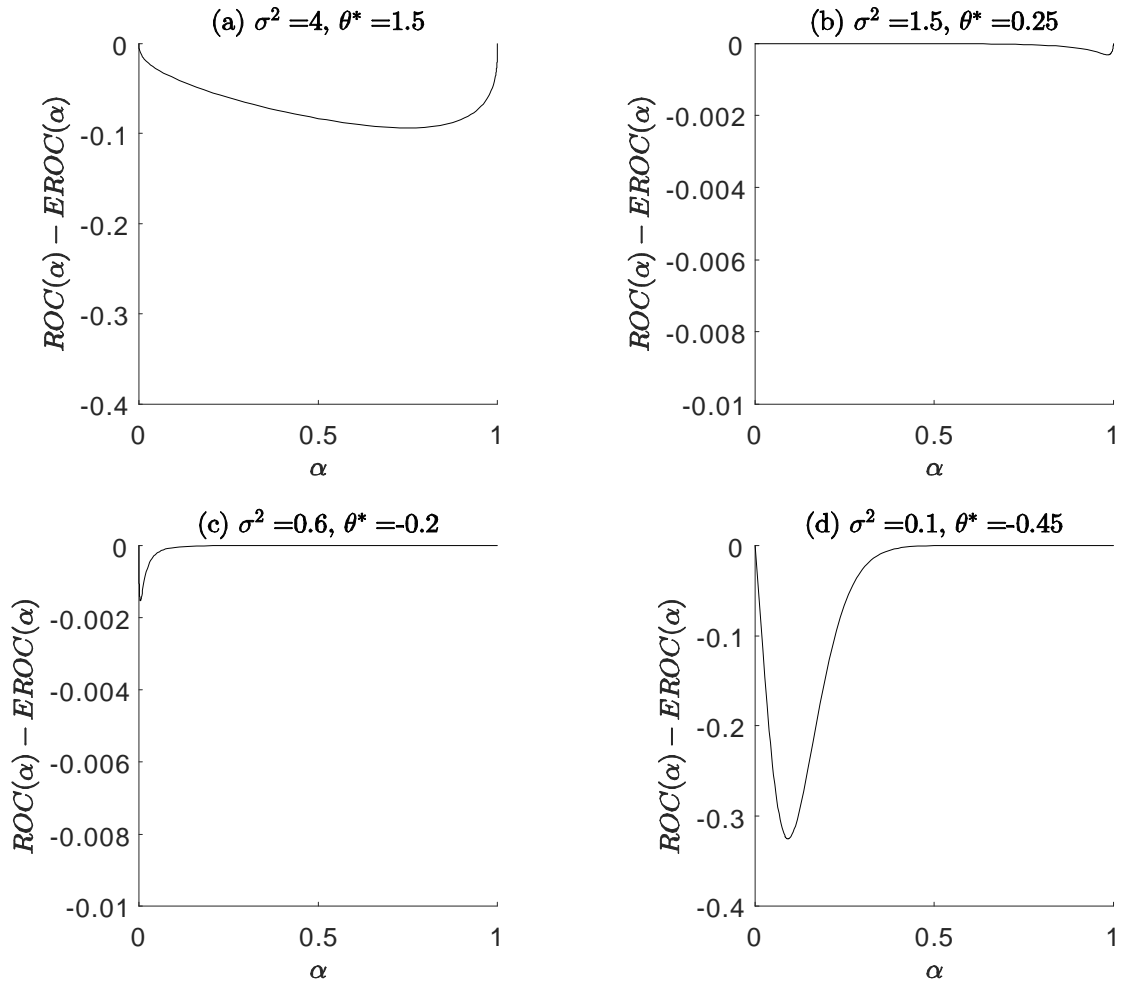 (a) σ² =4, θ* =1.5
0
-0.1
-0.2
-0.3
-0.4
ROC(α) − EROC(α)
0 0.5 1
α
(b) σ² =1.5, θ* =0.25
0
-0.002
-0.004
-0.006
-0.008
-0.01
ROC(α) − EROC(α)
0 0.5 1
α
(c) σ² =0.6, θ* =-0.2
0
-0.002
-0.004
-0.006
-0.008
-0.01
ROC(α) − EROC(α)
0 0.5 1
α
(d) σ² =0.1, θ* =-0.45
0
-0.1
-0.2
-0.3
-0.4
ROC(α) − EROC(α)
0 0.5 1
α